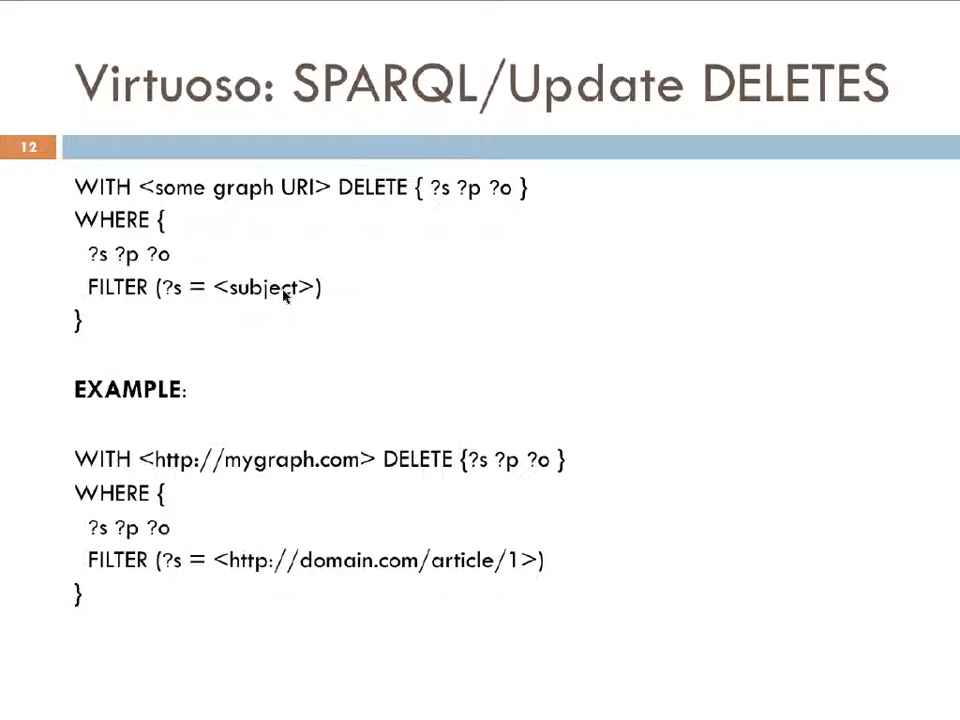 Virtuoso: SPARQL/Update DELETES
12
WITH <some graph URI> DELETE { ?s ?p ?o }
WHERE {
?s ?p ?o
FILTER (?s = <subject>)
}
EXAMPLE:
WITH <http://mygraph.com> DELETE {?s ?p ?o }
WHERE {
?s ?p ?o
FILTER (?s = <http://domain.com/article/1>)
}